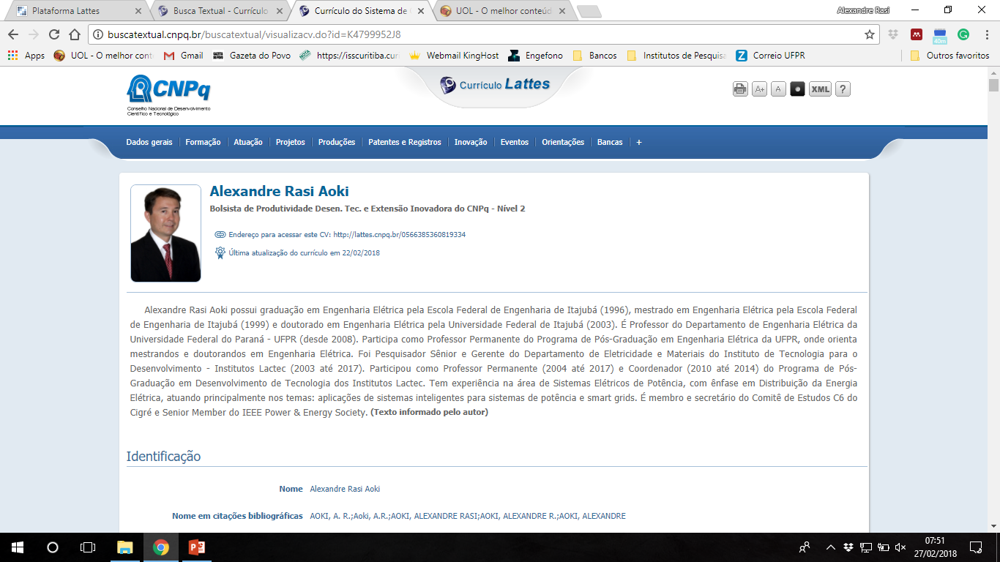 Plataforma Lattes
Busca Textual - Currículo
Currículo do Sistema de
UOL - O melhor conteúd
Alexandre Rasi
buscatextual.cnpq.br/buscatextual/visualizacv.do?id=K4799952J8
40m
Apps
UOL - O melhor cont
Gmail
Gazeta do Povo
https://isscuritiba.cur
Webmail KingHost
Engefono
Bancos
Institutos de Pesquisa
Correio UFPR
Outros favoritos
CNPq
Conselho Nacional de Desenvolvimento
Científico e Tecnológico
Currículo Lattes
A+ A XML ?
Dados gerais Formação Atuação Projetos Produções Patentes e Registros Inovação Eventos Orientações Bancas +
Alexandre Rasi Aoki
Bolsista de Produtividade Desen. Tec. e Extensão Inovadora do CNPq - Nível 2
Endereço para acessar este CV: http://lattes.cnpq.br/0566385360819334
Última atualização do currículo em 22/02/2018
Alexandre Rasi Aoki possui graduação em Engenharia Elétrica pela Escola Federal de Engenharia de Itajubá (1996), mestrado em Engenharia Elétrica pela Escola Federal
de Engenharia de Itajubá (1999) e doutorado em Engenharia Elétrica pela Universidade Federal de Itajubá (2003). É Professor do Departamento de Engenharia Elétrica da
Universidade Federal do Paraná - UFPR (desde 2008). Participa como Professor Permanente do Programa de Pós-Graduação em Engenharia Elétrica da UFPR, onde orienta
mestrandos e doutorandos em Engenharia Elétrica. Foi Pesquisador Sênior e Gerente do Departamento de Eletricidade e Materiais do Instituto de Tecnologia para o
Desenvolvimento - Institutos Lactec (2003 até 2017). Participou como Professor Permanente (2004 até 2017) e Coordenador (2010 até 2014) do Programa de Pós-
Graduação em Desenvolvimento de Tecnologia dos Institutos Lactec. Tem experiência na área de Sistemas Elétricos de Potência, com ênfase em Distribuição da Energia
Elétrica, atuando principalmente nos temas: aplicações de sistemas inteligentes para sistemas de potência e smart grids. É membro e secretário do Comitê de Estudos C6 do
Cigré e Senior Member do IEEE Power & Energy Society. (Texto informado pelo autor)
Identificação
Nome Alexandre Rasi Aoki
Nome em citações bibliográficas AOKI, A. R.;Aoki, A.R.;AOKI, ALEXANDRE RASI;AOKI, ALEXANDRE R.;AOKI, ALEXANDRE
07:51
27/02/2018